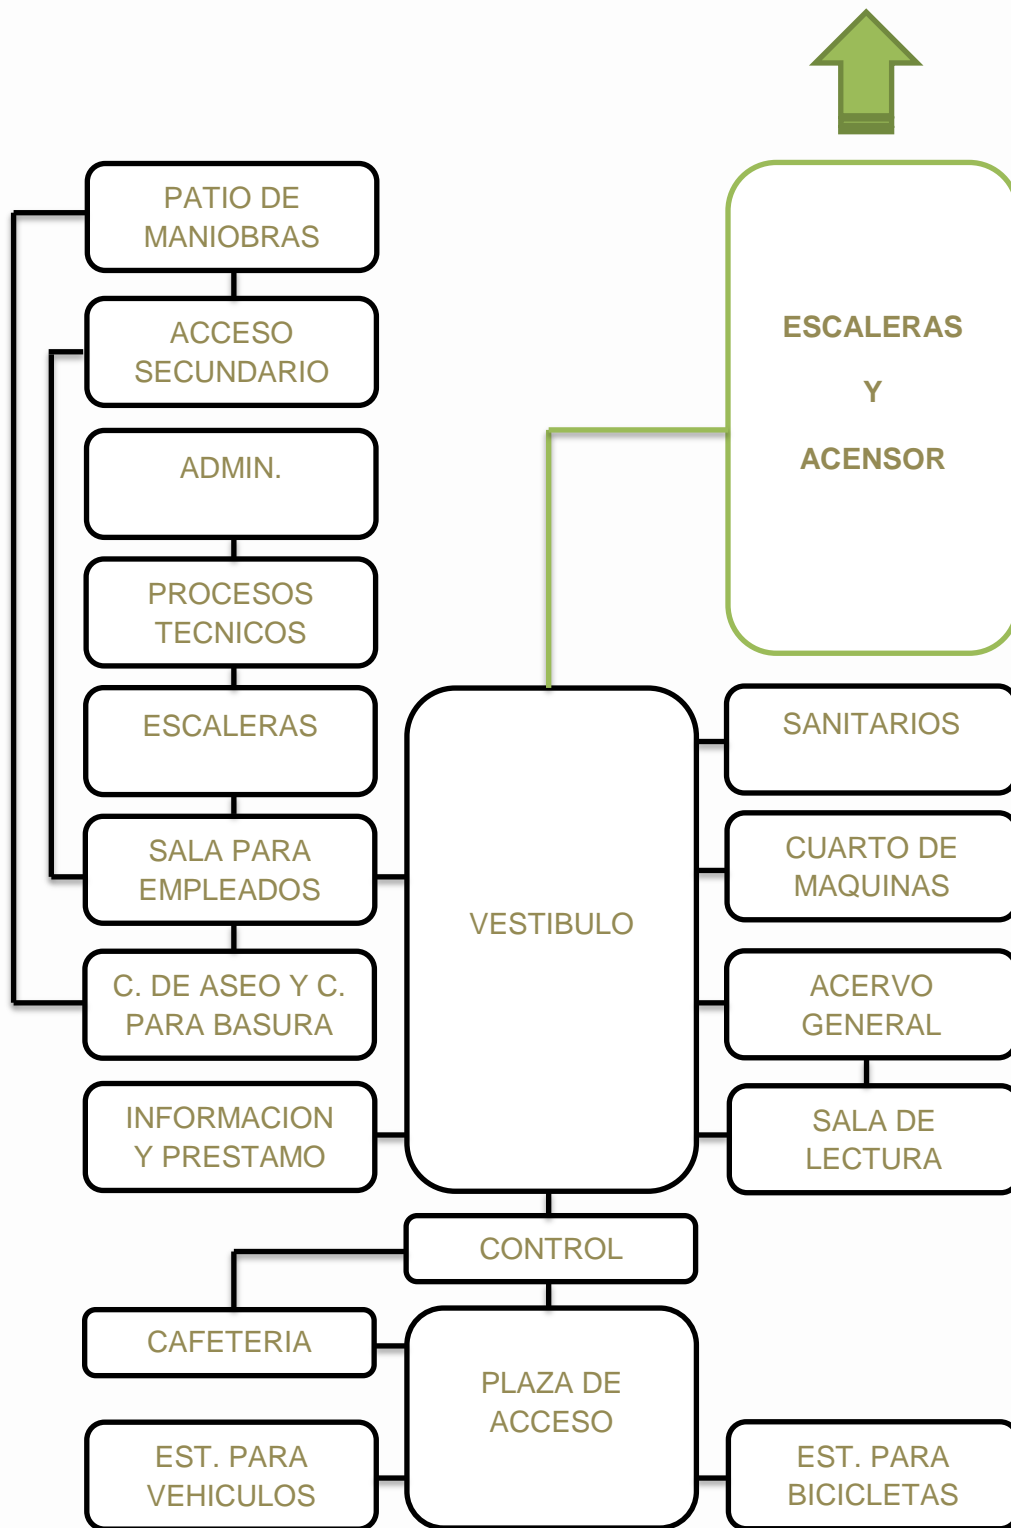 PATIO DE
MANIOBRAS
ACCESO
SECUNDARIO
ADMIN.
PROCESOS
TECNICOS
ESCALERAS
SALA PARA
EMPLEADOS
C. DE ASEO Y C.
PARA BASURA
INFORMACION
Y PRESTAMO
VESTIBULO
CONTROL
CAFETERIA
PLAZA DE
ACCESO
EST. PARA
VEHICULOS
ESCALERAS
Y
ACENSOR
SANITARIOS
CUARTO DE
MAQUINAS
ACERVO
GENERAL
SALA DE
LECTURA
EST. PARA
BICICLETAS